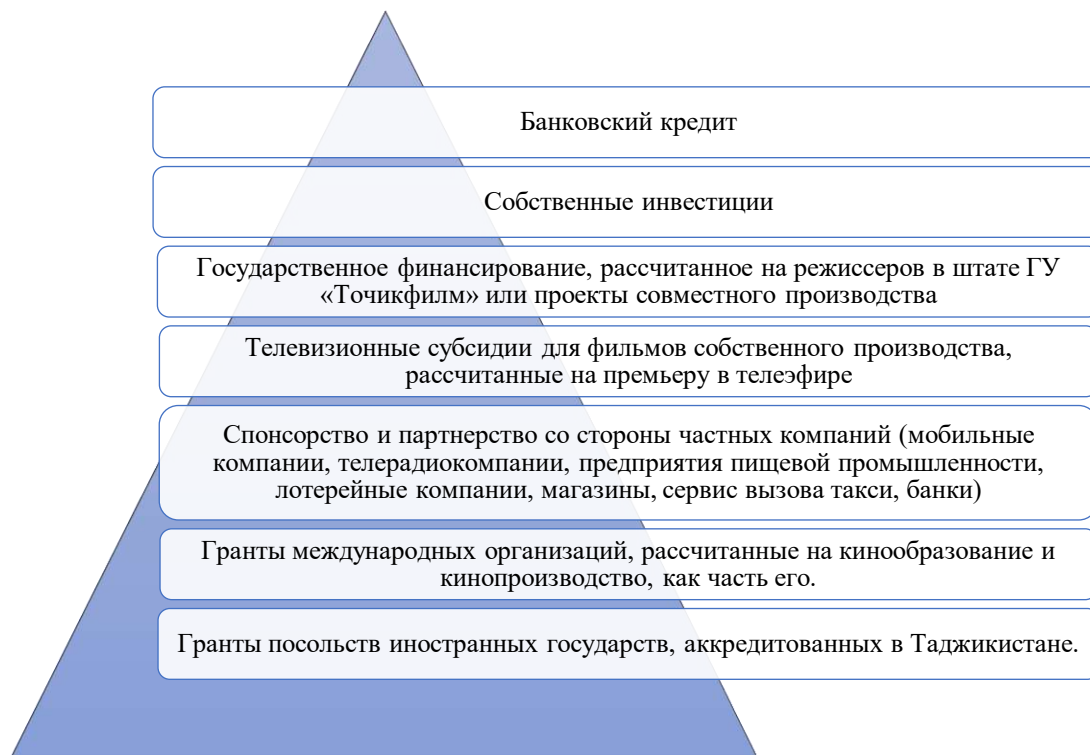 Банковский кредит
Собственные инвестиции
Государственное финансирование, рассчитанное на режиссеров в штате ГУ
«Точикфилм» или проекты совместного производства
Телевизионные субсидии для фильмов собственного производства,
рассчитанные на премьеру в телеэфире
Спонсорство и партнерство со стороны частных компаний (мобильные
компании, телерадиокомпании, предприятия пищевой промышленности,
лотерейные компании, магазины, сервис вызова такси, банки)
Гранты международных организаций, рассчитанные на кинообразование и
кинопроизводство, как часть его.
Гранты посольств иностранных государств, аккредитованных в Таджикистане.